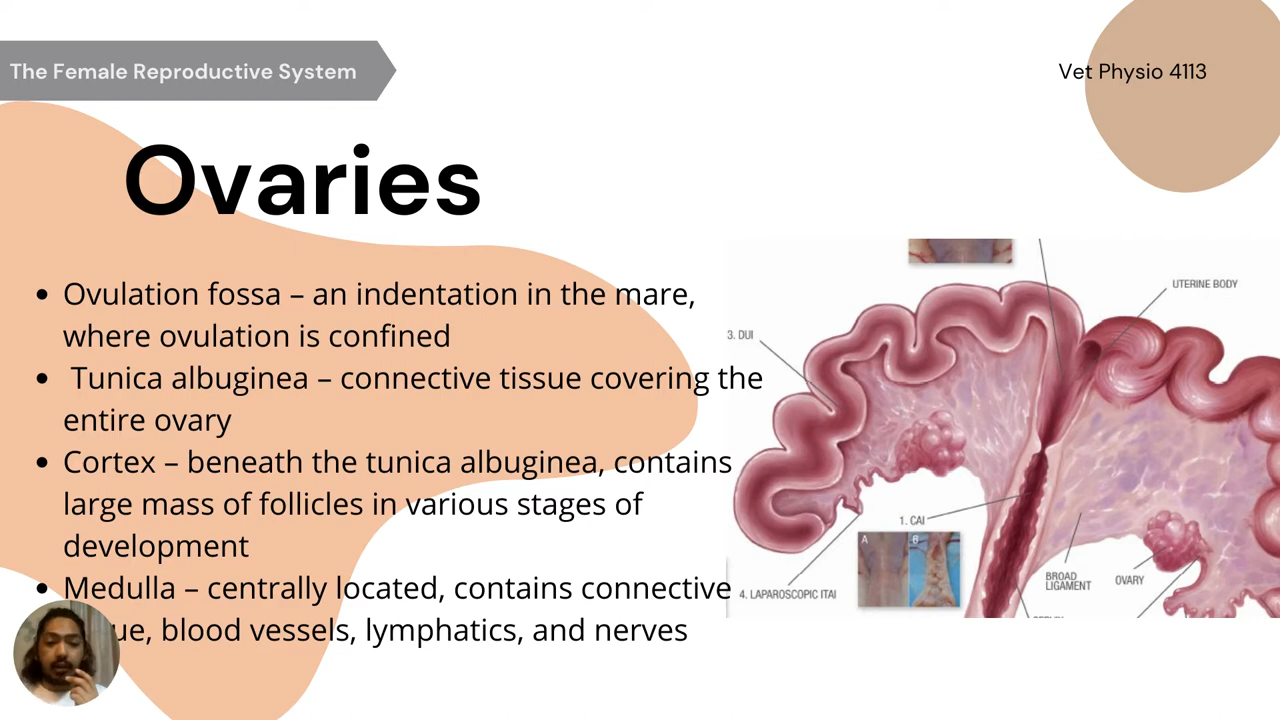 The Female Reproductive System
Vet Physio 4113
Ovaries
• Ovulation fossa – an indentation in the mare,
where ovulation is confined
• Tunica albuginea – connective tissue covering the
entire ovary
• Cortex – beneath the tunica albuginea, contains
large mass of follicles in various stages of
development
• Medulla – centrally located, contains connective
ue, blood vessels, lymphatics, and nerves
UTERINE BODY
3. DUI
1. CAI
A
B
4. LAPAROSCOPIC ITAI
BROAD
LIGAMENT
OVARY